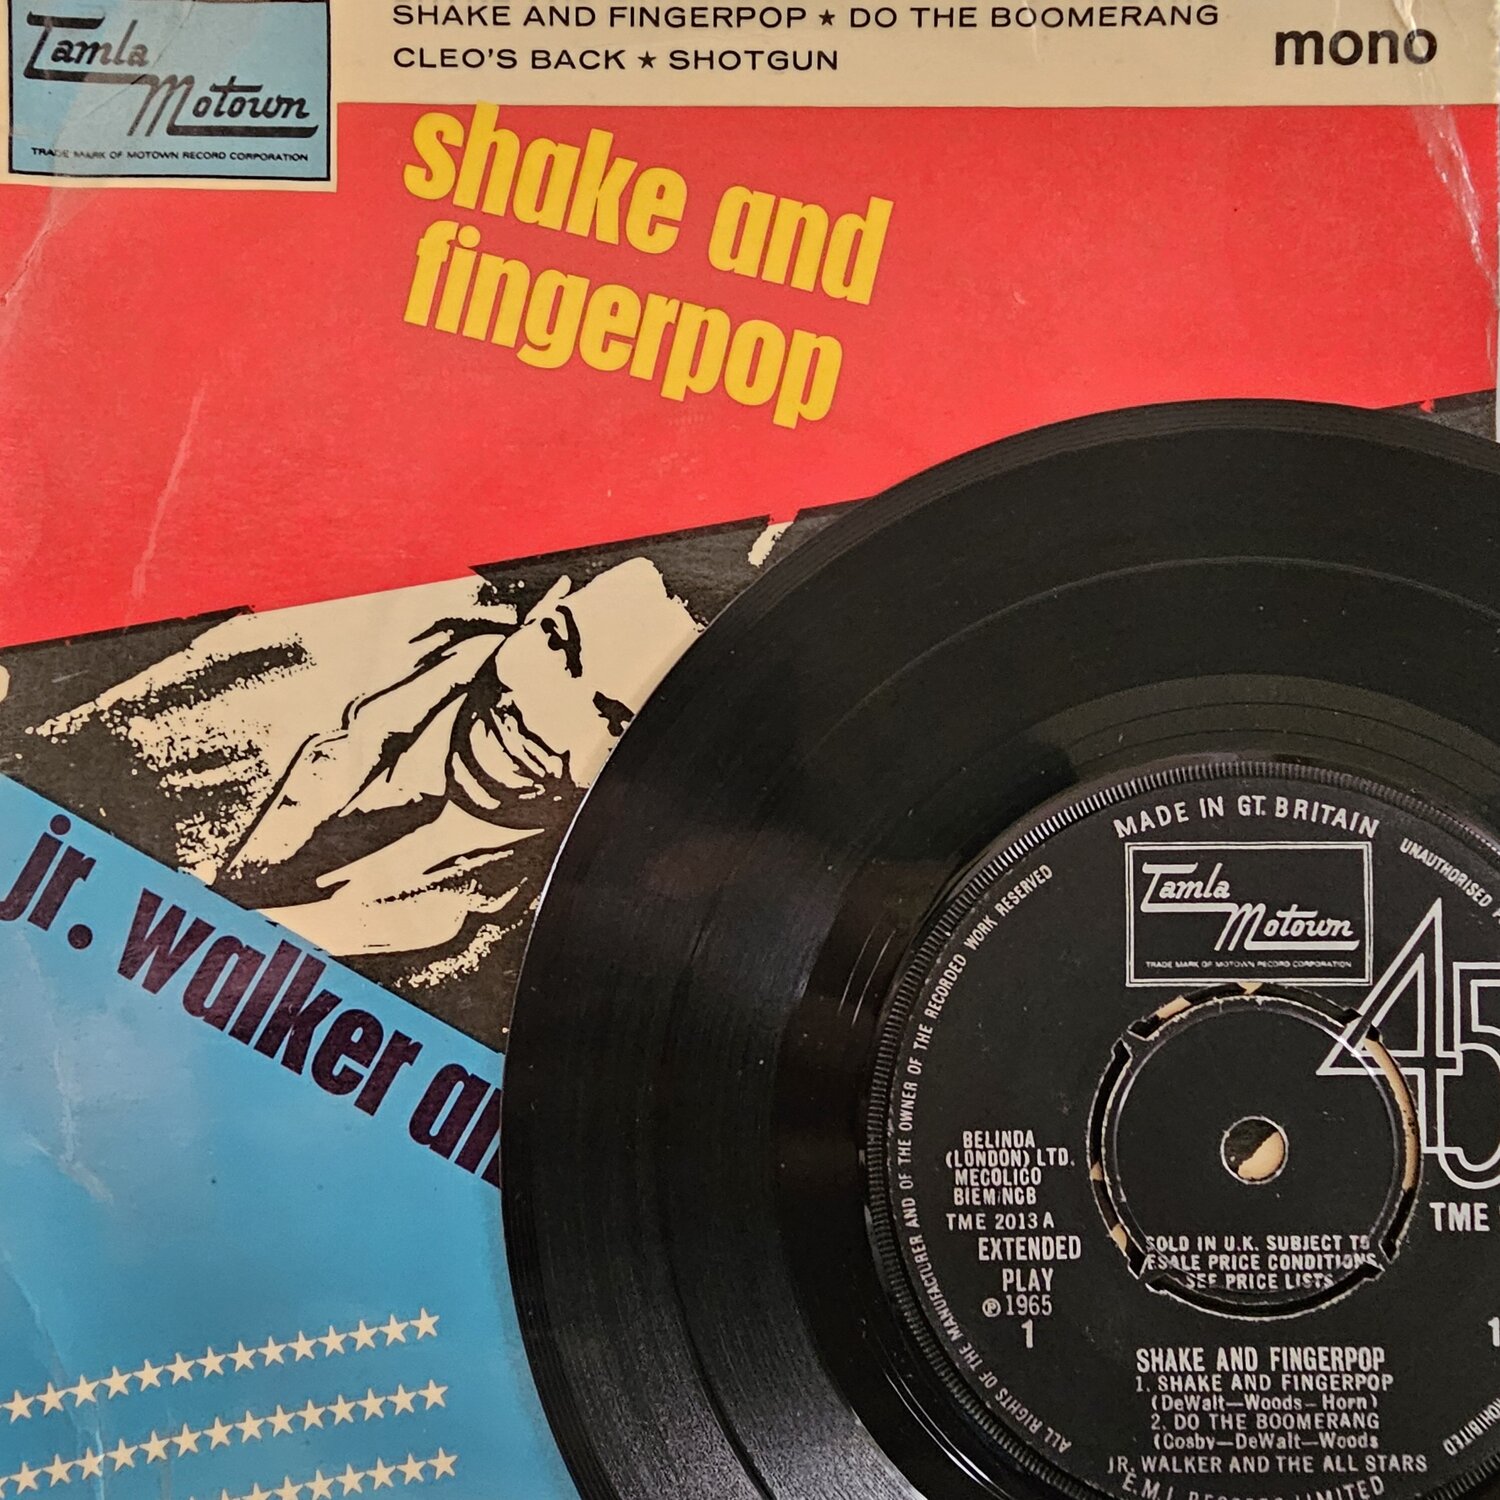 Tamla
Motown
TRADE MARK OF MOTOWN RECORD CORPORATION
SHAKE AND FINGERPOP ★ DO THE BOOMERANG
CLEO'S BACK ★ SHOTGUN
mono
shake and
fingerpop
jr. walker an
MADE IN GT. BRITAIN
UNAUTHORISED
ALL RIGHTS OF THE MANUFACTURER AND OF THE OWNER OF THE RECORDED WORK RESERVED
Tamla
Motown
TRADE MARK OF MOTOWN RECORD CORPORATION
45
BELINDA
(LONDON) LTD.
MECOLICO
BIEM/NCB
TME 2013 A
EXTENDED
PLAY
℗ 1965
1
TME
SOLD IN U.K. SUBJECT TO
ESALE PRICE CONDITIONS,
SEE PRICE LISTS
SHAKE AND FINGERPOP
1. SHAKE AND FINGERPOP
(DeWalt—Woods—Horn)
2. DO THE BOOMERANG
(Cosby—DeWalt—Woods
JR. WALKER AND THE ALL STARS
E.M.I. RECORDS LIMITED